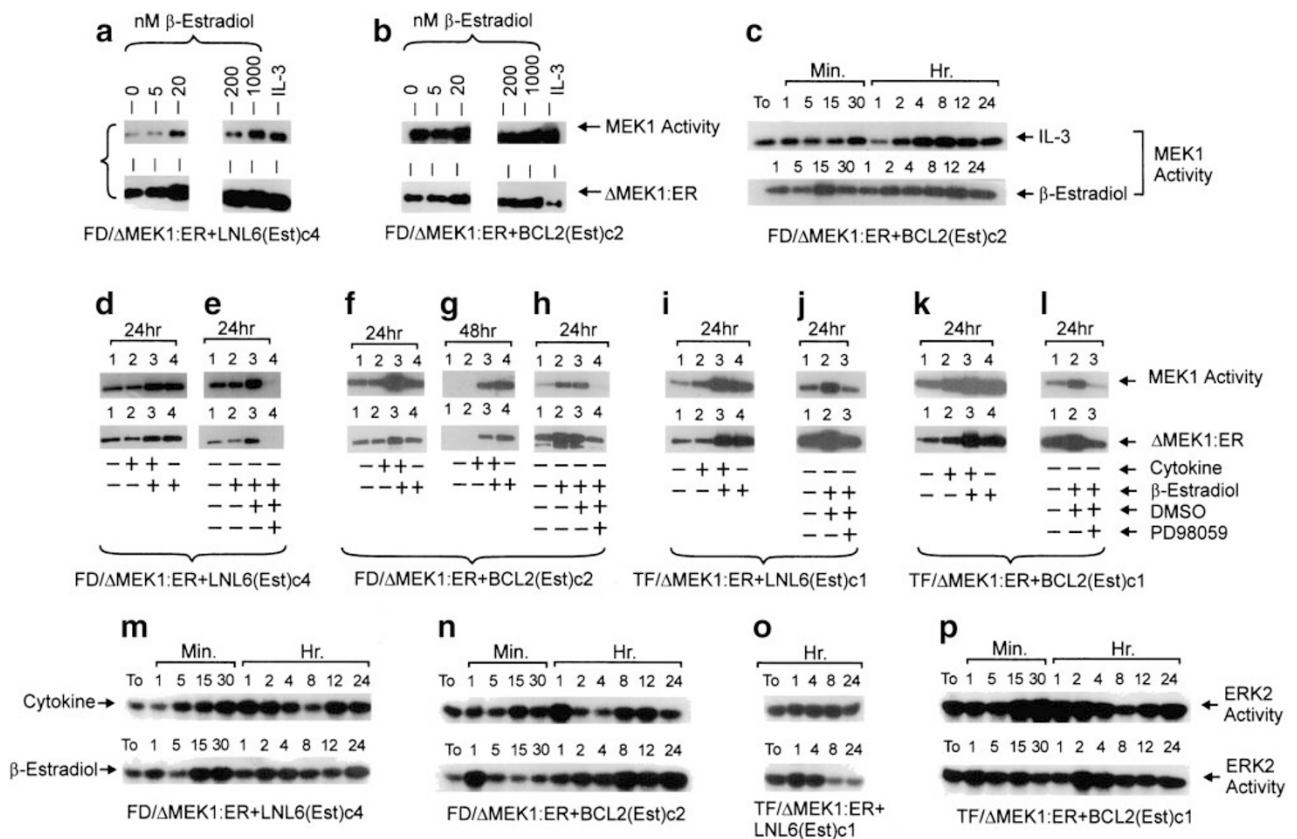 a b c
nM β-Estradiol nM β-Estradiol
0 5 20 200 1000 IL-3 0 5 20 200 1000 IL-3
Min. Hr.
To 1 5 15 30 1 2 4 8 12 24
MEK1 Activity
IL-3
1 5 15 30 1 2 4 8 12 24
MEK1 Activity
ΔMEK1:ER
β-Estradiol
FD/ΔMEK1:ER+LNL6(Est)c4 FD/ΔMEK1:ER+BCL2(Est)c2 FD/ΔMEK1:ER+BCL2(Est)c2
d e f g h i j k l
24hr 24hr 24hr 48hr 24hr 24hr 24hr 24hr 24hr
1 2 3 4 1 2 3 4 1 2 3 4 1 2 3 4 1 2 3 4 1 2 3 4 1 2 3 1 2 3 4 1 2 3
MEK1 Activity
1 2 3 4 1 2 3 4 1 2 3 4 1 2 3 4 1 2 3 4 1 2 3 4 1 2 3 1 2 3 4 1 2 3
ΔMEK1:ER
− + + − − − − − − + + − − + + − − − − − − + + − − − − − + + − − − − Cytokine
− − + + − + + + − − + + − − + + − + + + − − + + − + + − − + + − + + β-Estradiol
− − + + − − + + − + + − + + DMSO
− − − + − − − + − − + − − + PD98059
FD/ΔMEK1:ER+LNL6(Est)c4 FD/ΔMEK1:ER+BCL2(Est)c2 TF/ΔMEK1:ER+LNL6(Est)c1 TF/ΔMEK1:ER+BCL2(Est)c1
m n o p
Min. Hr. Min. Hr. Hr. Min. Hr.
To 1 5 15 30 1 2 4 8 12 24 To 1 5 15 30 1 2 4 8 12 24 To 1 4 8 24 To 1 5 15 30 1 2 4 8 12 24
Cytokine ERK2 Activity
To 1 5 15 30 1 2 4 8 12 24 To 1 5 15 30 1 2 4 8 12 24 To 1 4 8 24 To 1 5 15 30 1 2 4 8 12 24
β-Estradiol ERK2 Activity
FD/ΔMEK1:ER+LNL6(Est)c4 FD/ΔMEK1:ER+BCL2(Est)c2 TF/ΔMEK1:ER+ LNL6(Est)c1 TF/ΔMEK1:ER+BCL2(Est)c1